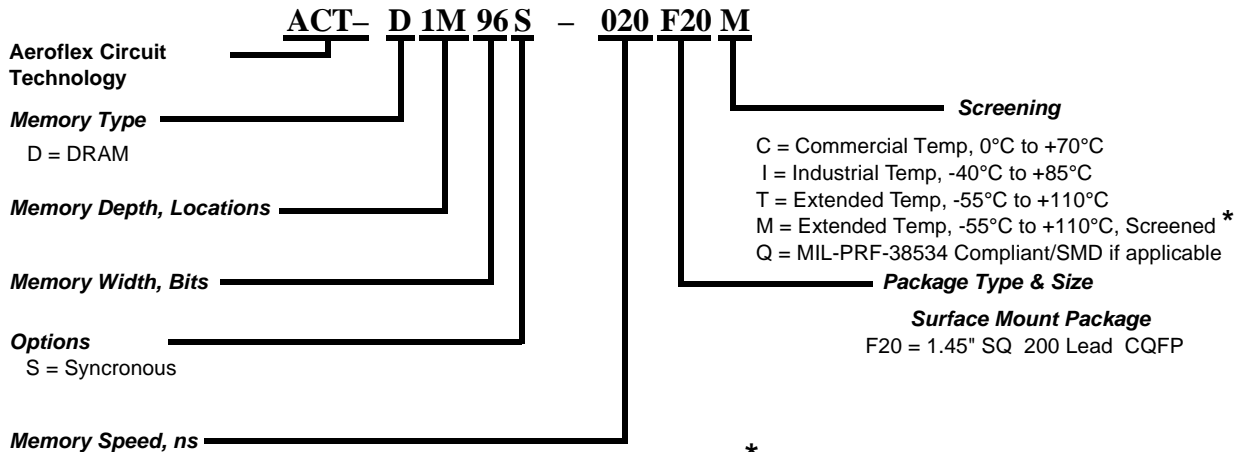 ACT– D 1M 96 S – 020 F20 M
Aeroflex Circuit
Technology
Memory Type
D = DRAM
Memory Depth, Locations
Memory Width, Bits
Options
S = Syncronous
Memory Speed, ns
Screening
C = Commercial Temp, 0°C to +70°C
I = Industrial Temp, -40°C to +85°C
T = Extended Temp, -55°C to +110°C
M = Extended Temp, -55°C to +110°C, Screened *
Q = MIL-PRF-38534 Compliant/SMD if applicable
Package Type & Size
Surface Mount Package
F20 = 1.45" SQ 200 Lead CQFP
*